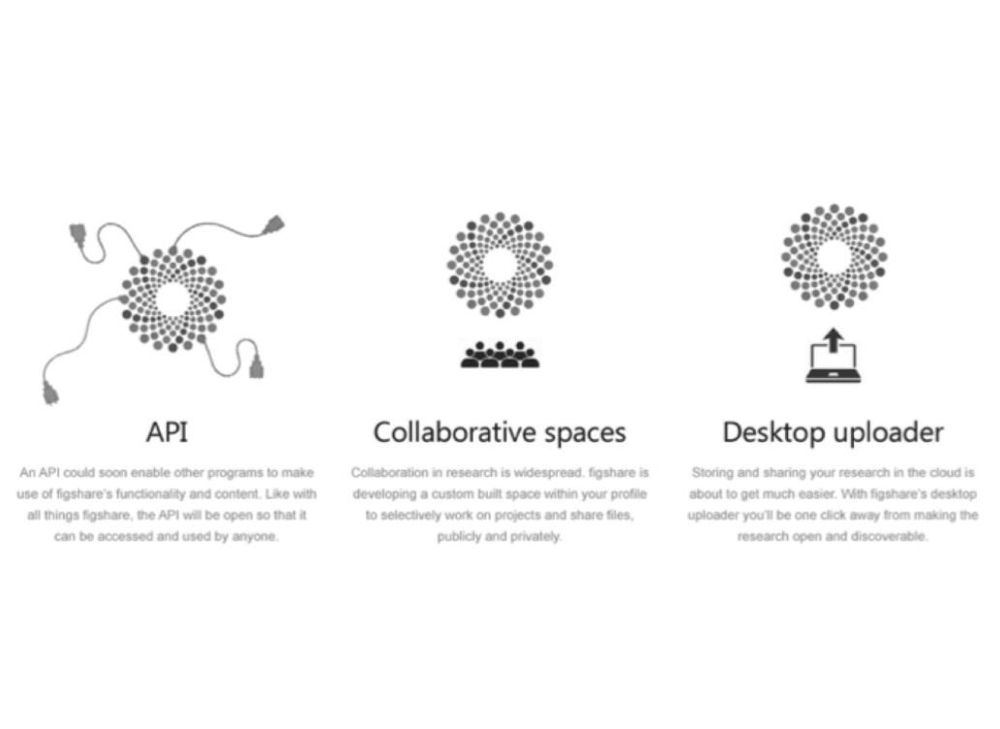 API
An API could soon enable other programs to make
use of figshare's functionality and content. Like with
all things figshare, the API will be open so that it
can be accessed and used by anyone.
Collaborative spaces
Collaboration in research is widespread. figshare is
developing a custom built space within your profile
to selectively work on projects and share files,
publicly and privately.
Desktop uploader
Storing and sharing your research in the cloud is
about to get much easier. With figshare's desktop
uploader you'll be one click away from making the
research open and discoverable.